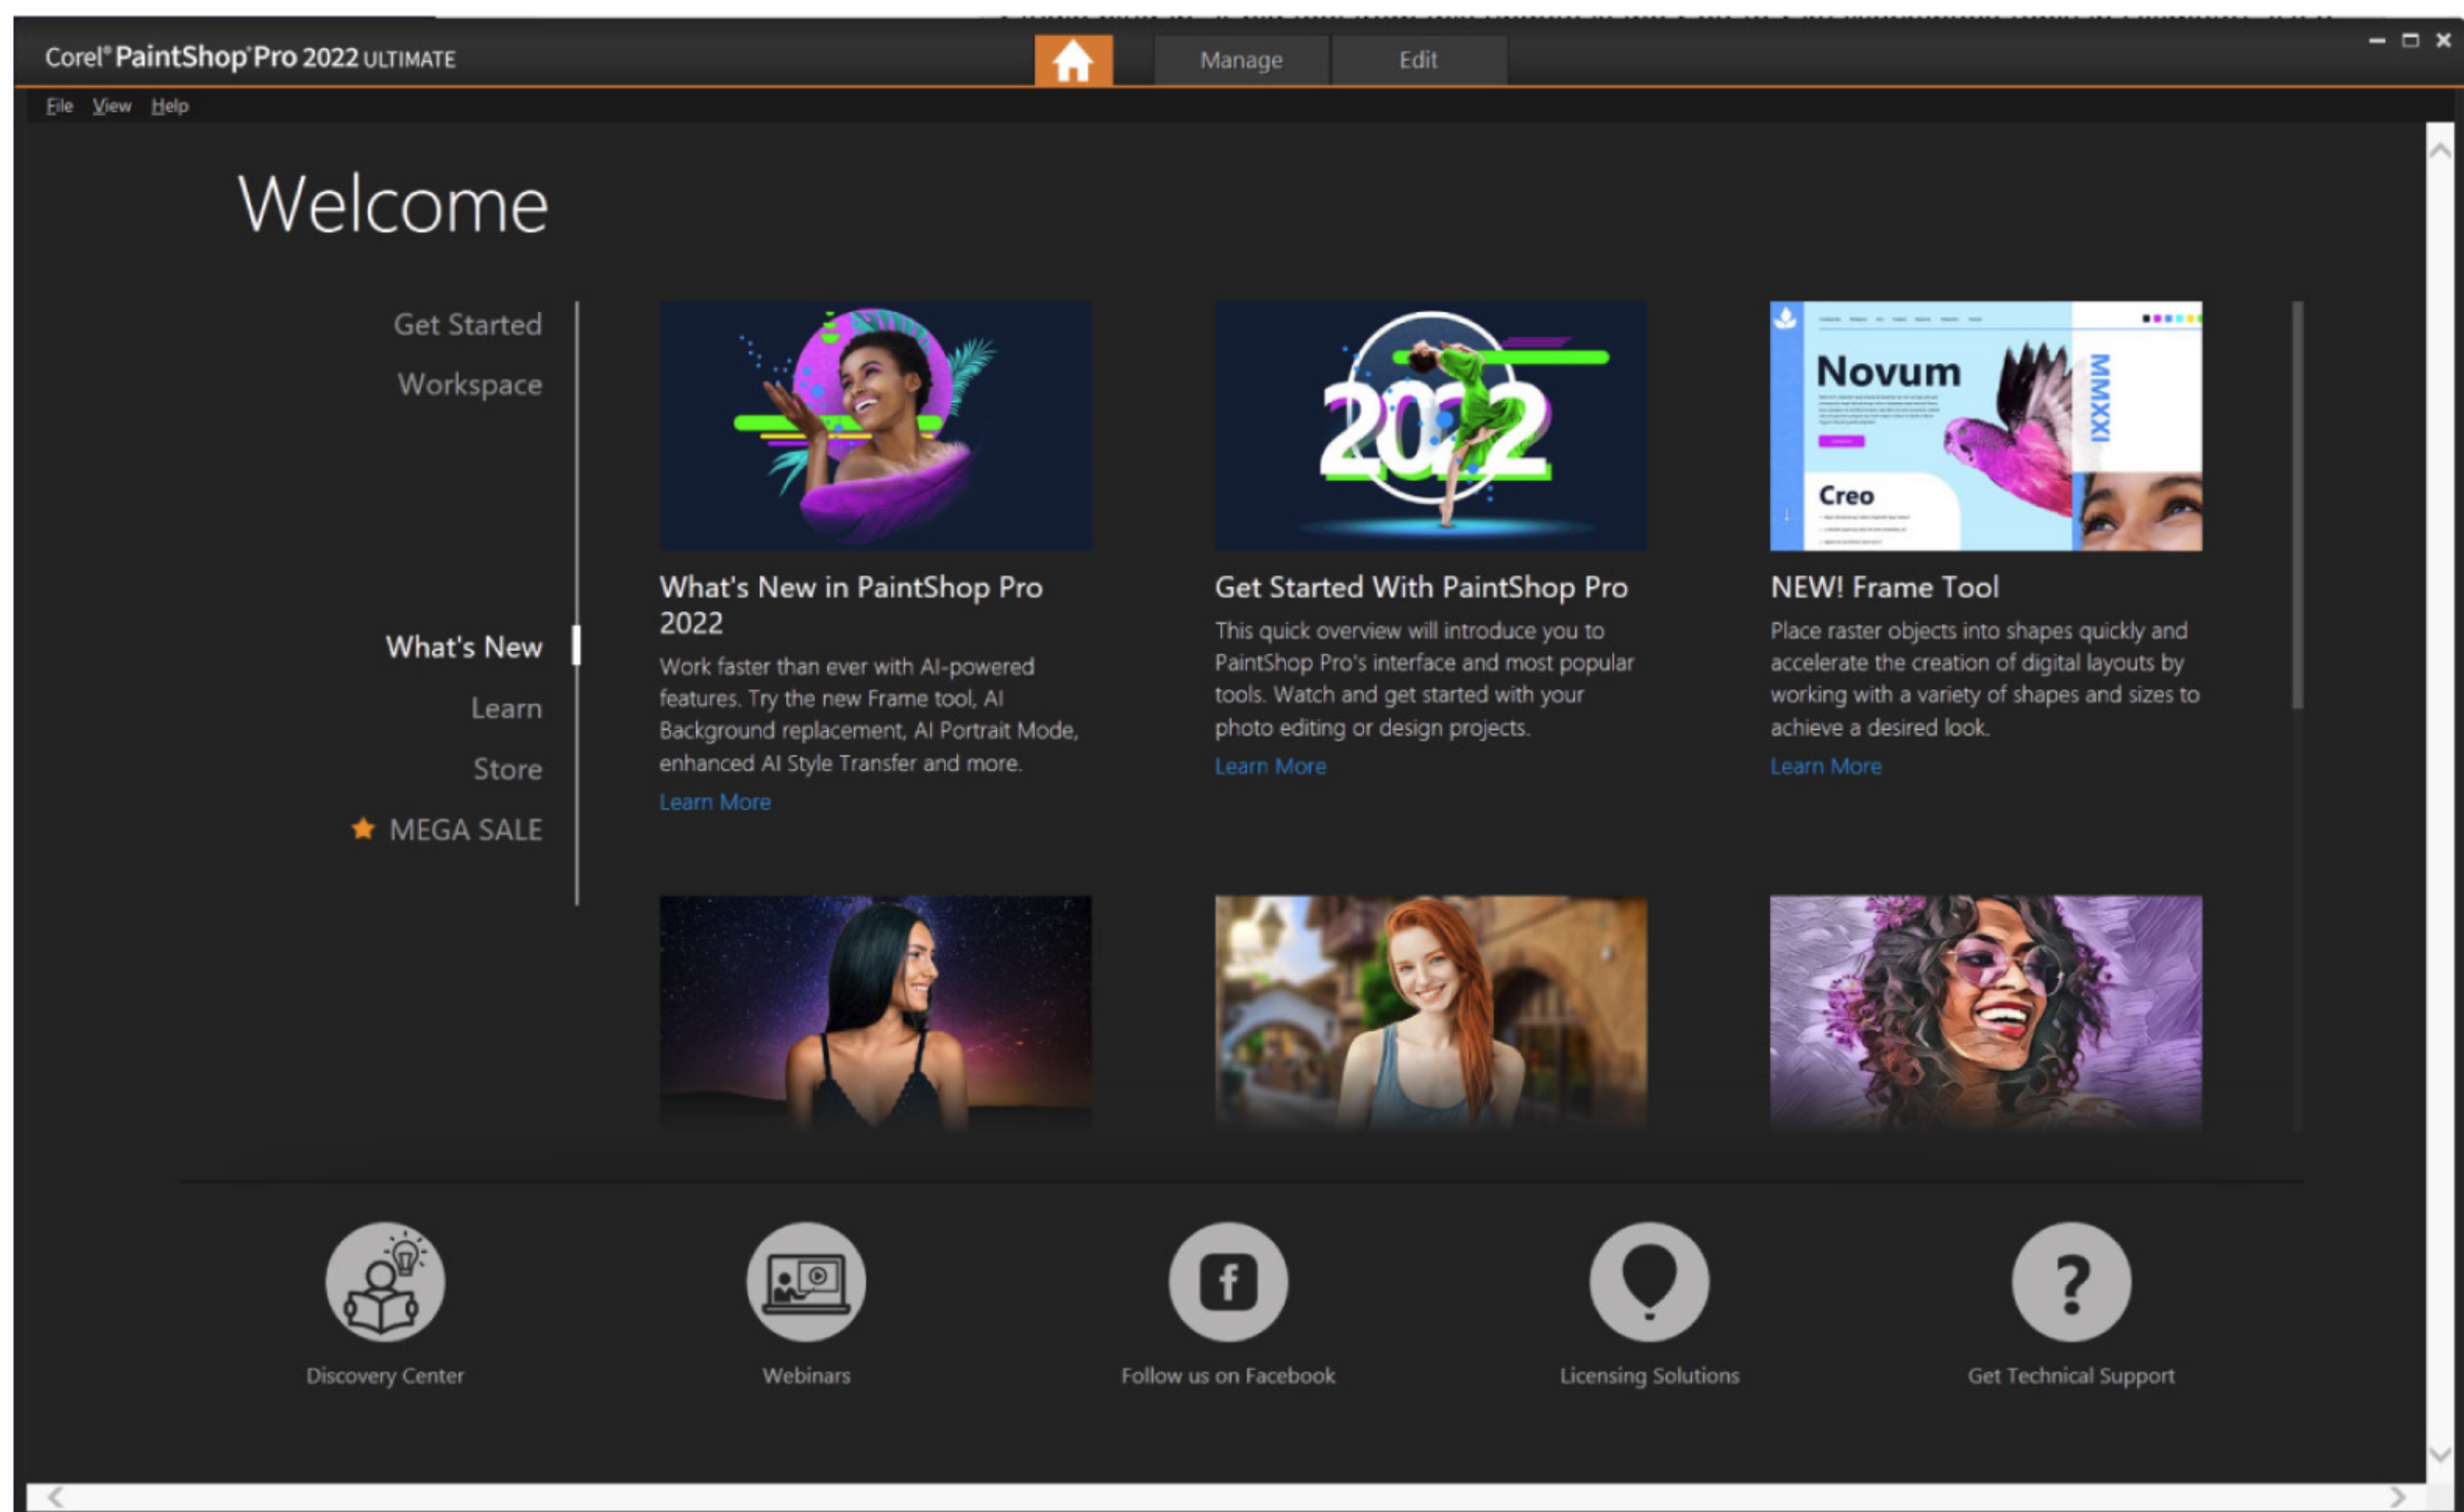 Corel® PaintShop® Pro 2022 ULTIMATE
Manage
Edit
File View Help
Welcome
Get Started
Workspace
What's New
Learn
Store
MEGA SALE
2022
Novum
MMXXI
Creo
What's New in PaintShop Pro
2022
Work faster than ever with AI-powered
features. Try the new Frame tool, AI
Background replacement, AI Portrait Mode,
enhanced AI Style Transfer and more.
Learn More
Get Started With PaintShop Pro
This quick overview will introduce you to
PaintShop Pro's interface and most popular
tools. Watch and get started with your
photo editing or design projects.
Learn More
NEW! Frame Tool
Place raster objects into shapes quickly and
accelerate the creation of digital layouts by
working with a variety of shapes and sizes to
achieve a desired look.
Learn More
Discovery Center
Webinars
Follow us on Facebook
Licensing Solutions
Get Technical Support